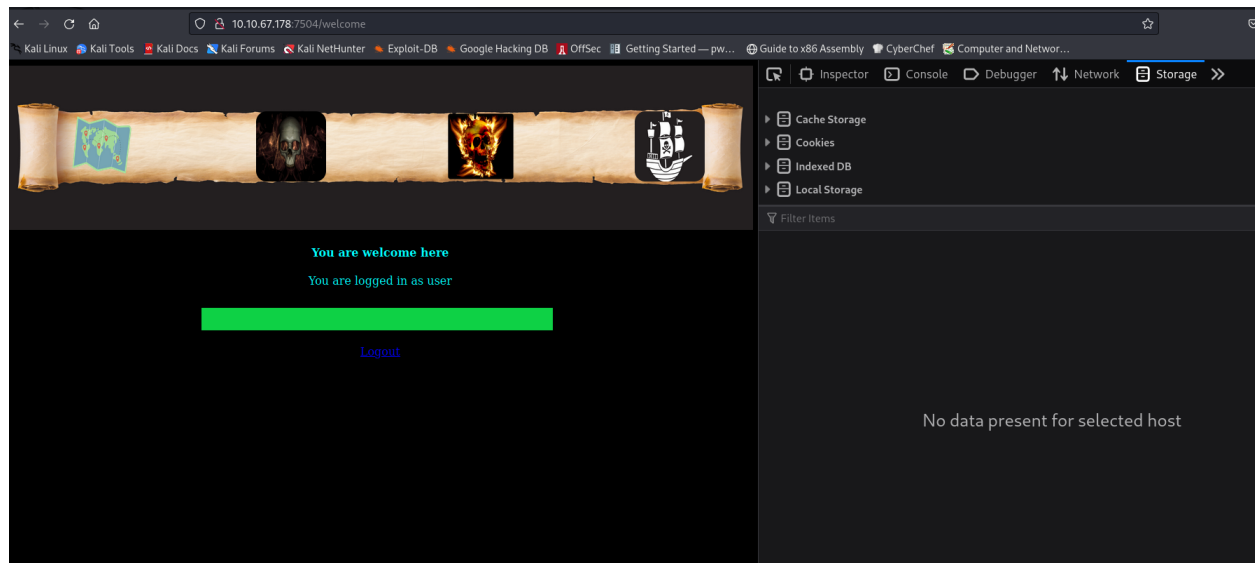 10.10.67.178:7504/welcome
Kali Linux Kali Tools Kali Docs Kali Forums Kali NetHunter Exploit-DB Google Hacking DB OffSec Getting Started — pw... Guide to x86 Assembly CyberChef Computer and Networ...
Inspector Console Debugger Network Storage
Cache Storage
Cookies
Indexed DB
Local Storage
Filter Items
You are welcome here
You are logged in as user
Logout
No data present for selected host